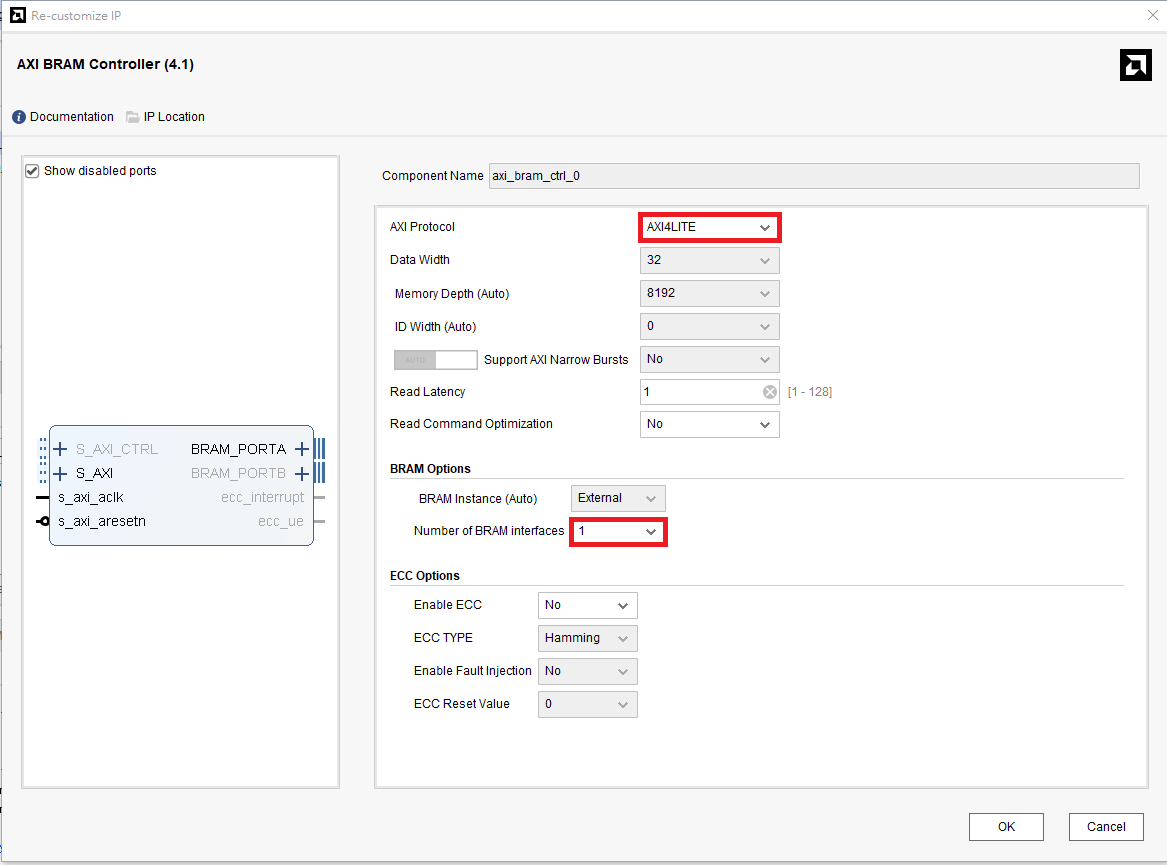 Re-customize IP
AXI BRAM Controller (4.1)
Documentation IP Location
Show disabled ports
S_AXI_CTRL BRAM_PORTA
S_AXI BRAM_PORTB
s_axi_aclk ecc_interrupt
s_axi_aresetn ecc_ue
Component Name axi_bram_ctrl_0
AXI Protocol AXI4LITE
Data Width 32
Memory Depth (Auto) 8192
ID Width (Auto) 0
AUTO Support AXI Narrow Bursts No
Read Latency 1 [1 - 128]
Read Command Optimization No
BRAM Options
BRAM Instance (Auto) External
Number of BRAM interfaces 1
ECC Options
Enable ECC No
ECC TYPE Hamming
Enable Fault Injection No
ECC Reset Value 0
OK Cancel